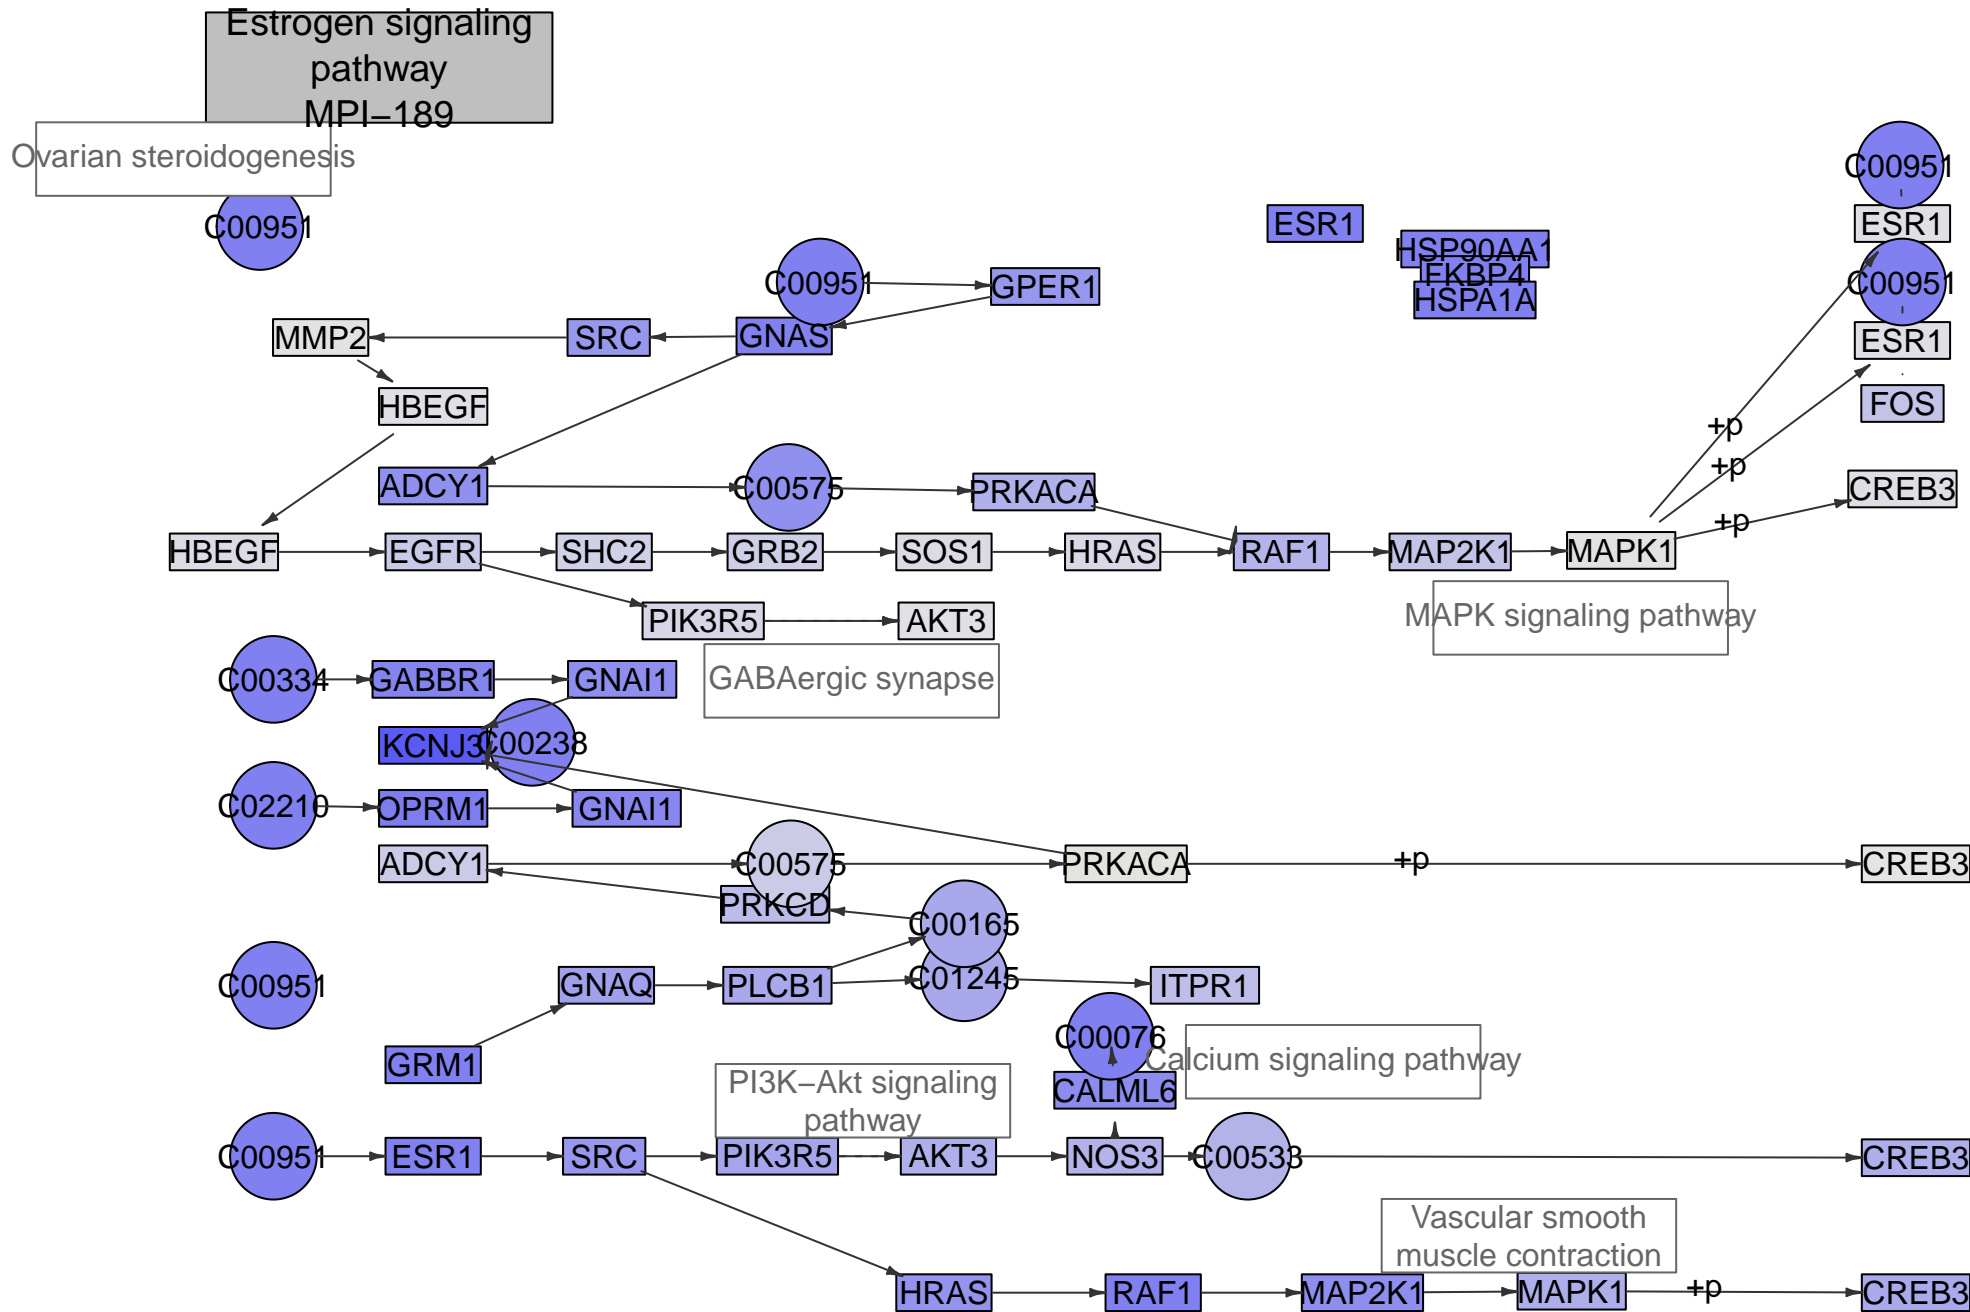 Estrogen signaling
pathway
MPI–189
Ovarian steroidogenesis
C00951
C00951
ESR1
C00951
ESR1
HSP90AA1
FKBP4
HSPA1A
C00951
GPER1
C00951
MMP2
SRC
GNAS
ESR1
HBEGF
FOS
+p
+p
ADCY1
C00575
PRKACA
CREB3
+p
HBEGF
EGFR
SHC2
GRB2
SOS1
HRAS
RAF1
MAP2K1
MAPK1
PIK3R5
AKT3
MAPK signaling pathway
C00334
GABBR1
GNAI1
GABAergic synapse
KCNJ3
C00238
C02210
OPRM1
GNAI1
ADCY1
C00575
PRKACA
+p
CREB3
PRKCD
C00165
C00951
GNAQ
PLCB1
C01245
ITPR1
C00076
Calcium signaling pathway
GRM1
CALML6
PI3K–Akt signaling
pathway
C00951
ESR1
SRC
PIK3R5
AKT3
NOS3
C00533
CREB3
Vascular smooth
muscle contraction
HRAS
RAF1
MAP2K1
MAPK1
+p
CREB3